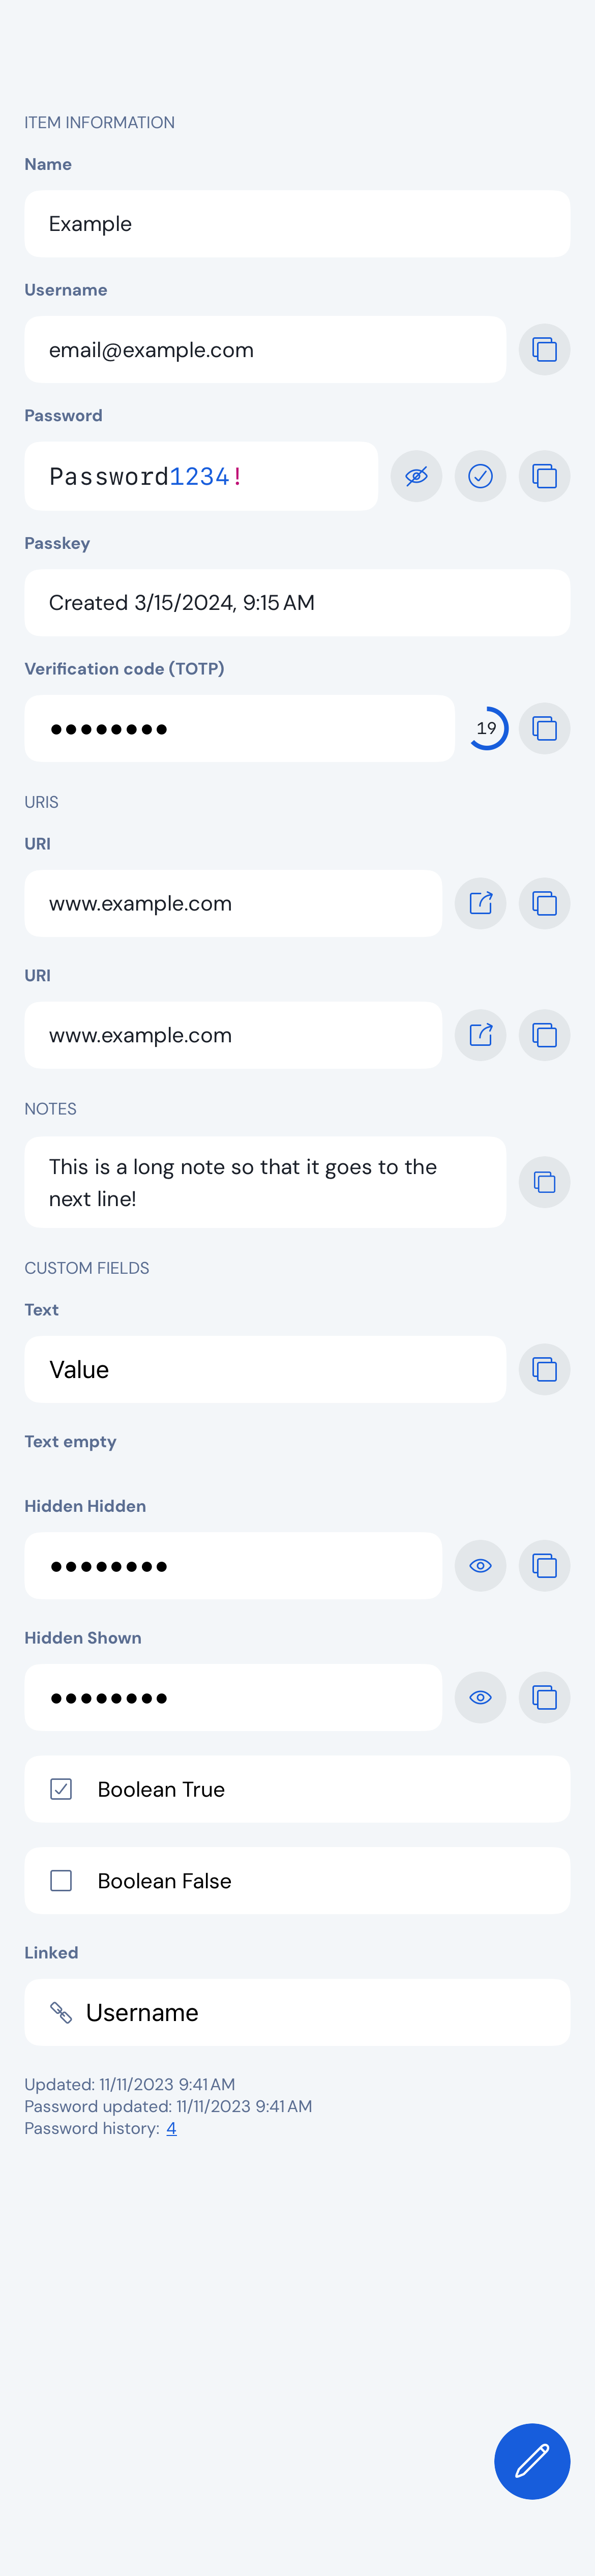 ITEM INFORMATION
Name
Example
Username
email@example.com
Password
Password1234!
Passkey
Created 3/15/2024, 9:15 AM
Verification code (TOTP)
●●●●●●●●
19
URIS
URI
www.example.com
URI
www.example.com
NOTES
This is a long note so that it goes to the
next line!
CUSTOM FIELDS
Text
Value
Text empty
Hidden Hidden
●●●●●●●●
Hidden Shown
●●●●●●●●
Boolean True
Boolean False
Linked
Username
Updated: 11/11/2023 9:41 AM
Password updated: 11/11/2023 9:41 AM
Password history: 4